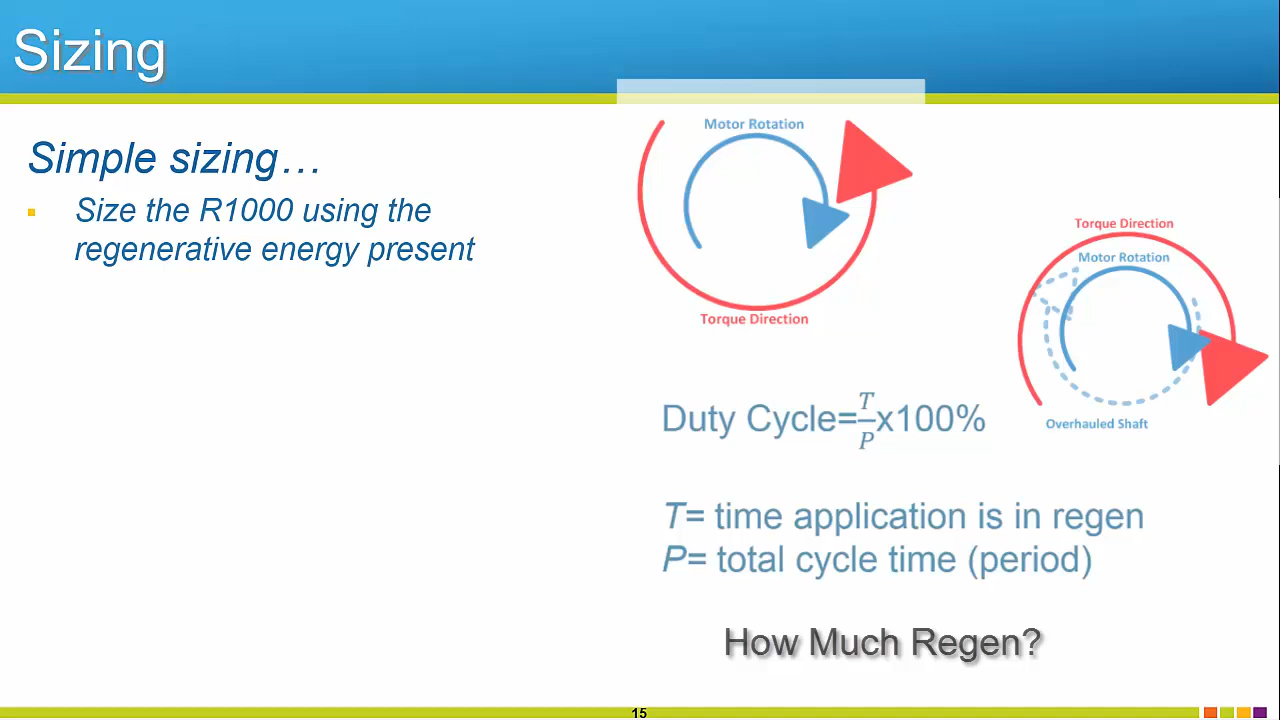 Sizing
Simple sizing…
▪ Size the R1000 using the
regenerative energy present
Motor Rotation
Torque Direction
Torque Direction
Motor Rotation
Overhauled Shaft
Duty Cycle=T/P x100%
T= time application is in regen
P= total cycle time (period)
How Much Regen?
15